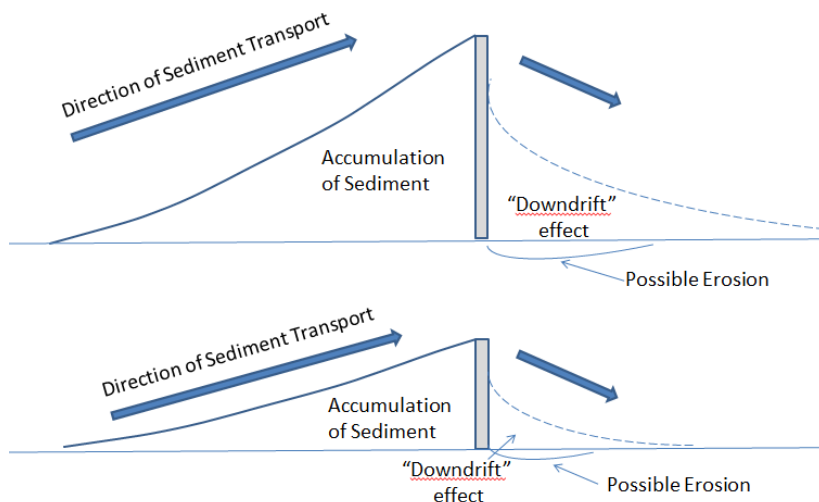 Direction of Sediment Transport
Accumulation
of Sediment
“Downdrift”
effect
Possible Erosion
Direction of Sediment Transport
Accumulation
of Sediment
“Downdrift”
effect
Possible Erosion